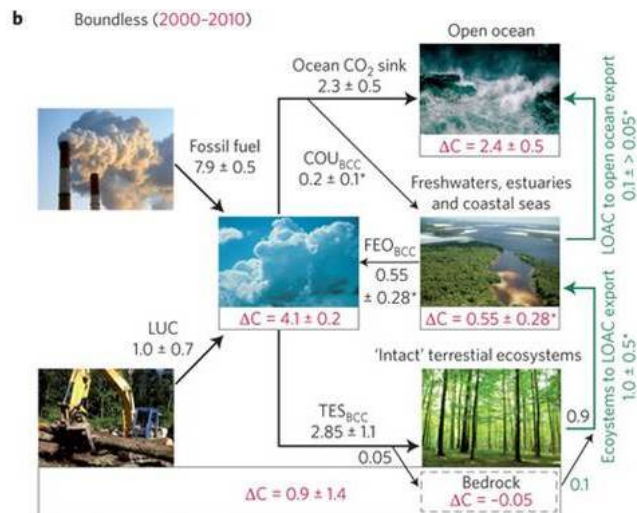 b Boundless (2000–2010)
Open ocean
Ocean CO₂ sink
2.3 ± 0.5
ΔC = 2.4 ± 0.5
Fossil fuel
7.9 ± 0.5
COU_BCC
0.2 ± 0.1*
Freshwaters, estuaries
and coastal seas
LOAC to open ocean export
0.1 ± > 0.05*
FEO_BCC
0.55
± 0.28*
ΔC = 4.1 ± 0.2
ΔC = 0.55 ± 0.28*
LUC
1.0 ± 0.7
'Intact' terrestial ecosystems
TES_BCC
2.85 ± 1.1
0.05
0.9
Ecosystems to LOAC export
1.0 ± 0.5*
Bedrock
ΔC = −0.05
0.1
ΔC = 0.9 ± 1.4